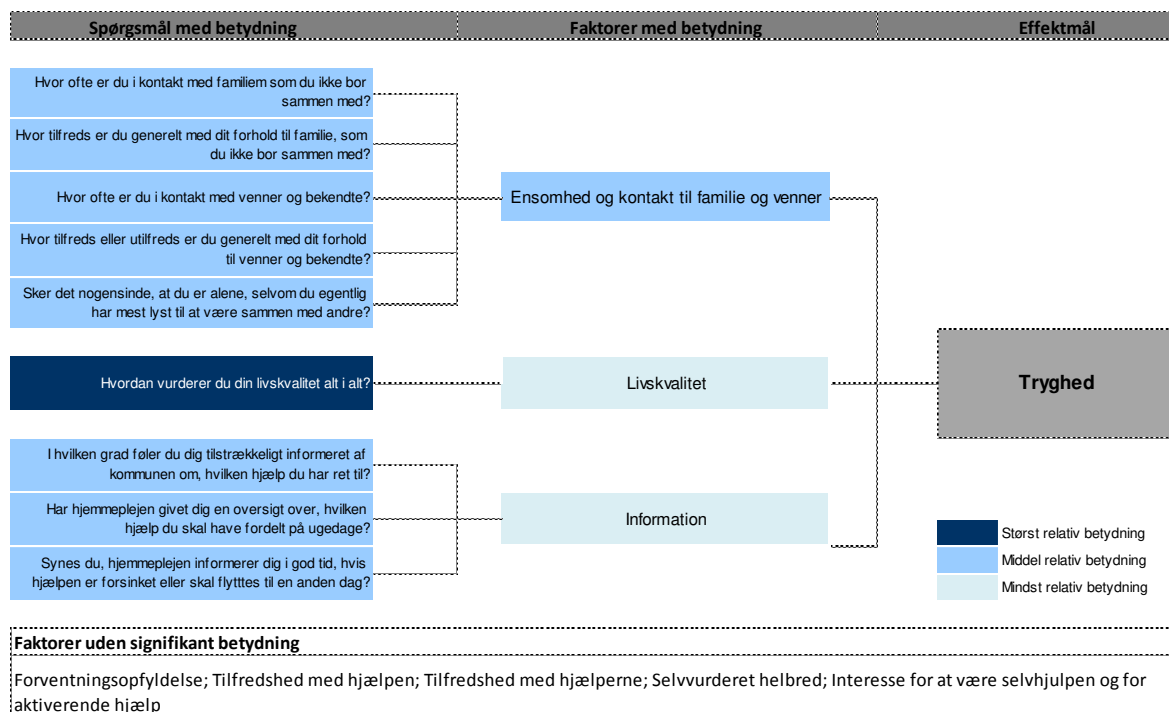 Spørgsmål med betydning
Faktorer med betydning
Effektmål
Hvor ofte er du i kontakt med familiem som du ikke bor
sammen med?
Hvor tilfreds er du generelt med dit forhold til familie, som
du ikke bor sammen med?
Hvor ofte er du i kontakt med venner og bekendte?
Hvor tilfreds eller utilfreds er du generelt med dit forhold
til venner og bekendte?
Sker det nogensinde, at du er alene, selvom du egentlig
har mest lyst til at være sammen med andre?
Ensomhed og kontakt til familie og venner
Hvordan vurderer du din livskvalitet alt i alt?
Livskvalitet
Tryghed
I hvilken grad føler du dig tilstrækkeligt informeret af
kommunen om, hvilken hjælp du har ret til?
Har hjemmeplejen givet dig en oversigt over, hvilken
hjælp du skal have fordelt på ugedage?
Synes du, hjemmeplejen informerer dig i god tid, hvis
hjælpen er forsinket eller skal flytttes til en anden dag?
Information
Størst relativ betydning
Middel relativ betydning
Mindst relativ betydning
Faktorer uden signifikant betydning
Forventningsopfyldelse; Tilfredshed med hjælpen; Tilfredshed med hjælperne; Selvvurderet helbred; Interesse for at være selvhjulpen og for
aktiverende hjælp